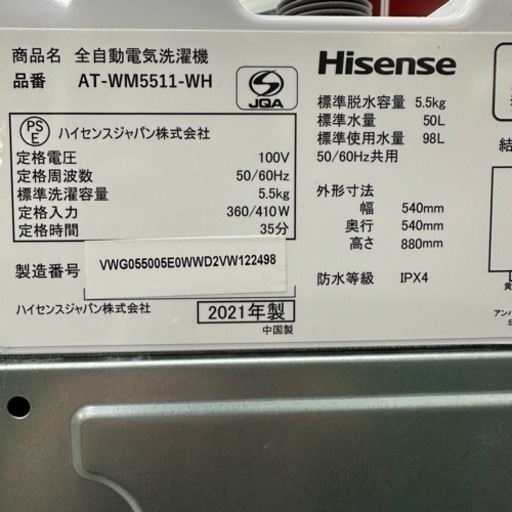 商品名 全自動電気洗濯機
品番 AT-WM5511-WH
JQA
PS
E
ハイセンスジャパン株式会社
定格電圧 100V
定格周波数 50/60Hz
標準洗濯容量 5.5kg
定格入力 360/410W
定格時間 35分
製造番号 VWG055005E0WWD2VW122498
ハイセンスジャパン株式会社
2021年製
中国製
Hisense
標準脱水容量 5.5kg
標準水量 50L
標準使用水量 98L
50/60Hz共用
外形寸法
幅 540mm
奥行 540mm
高さ 880mm
防水等級 IPX4
結
アンバ